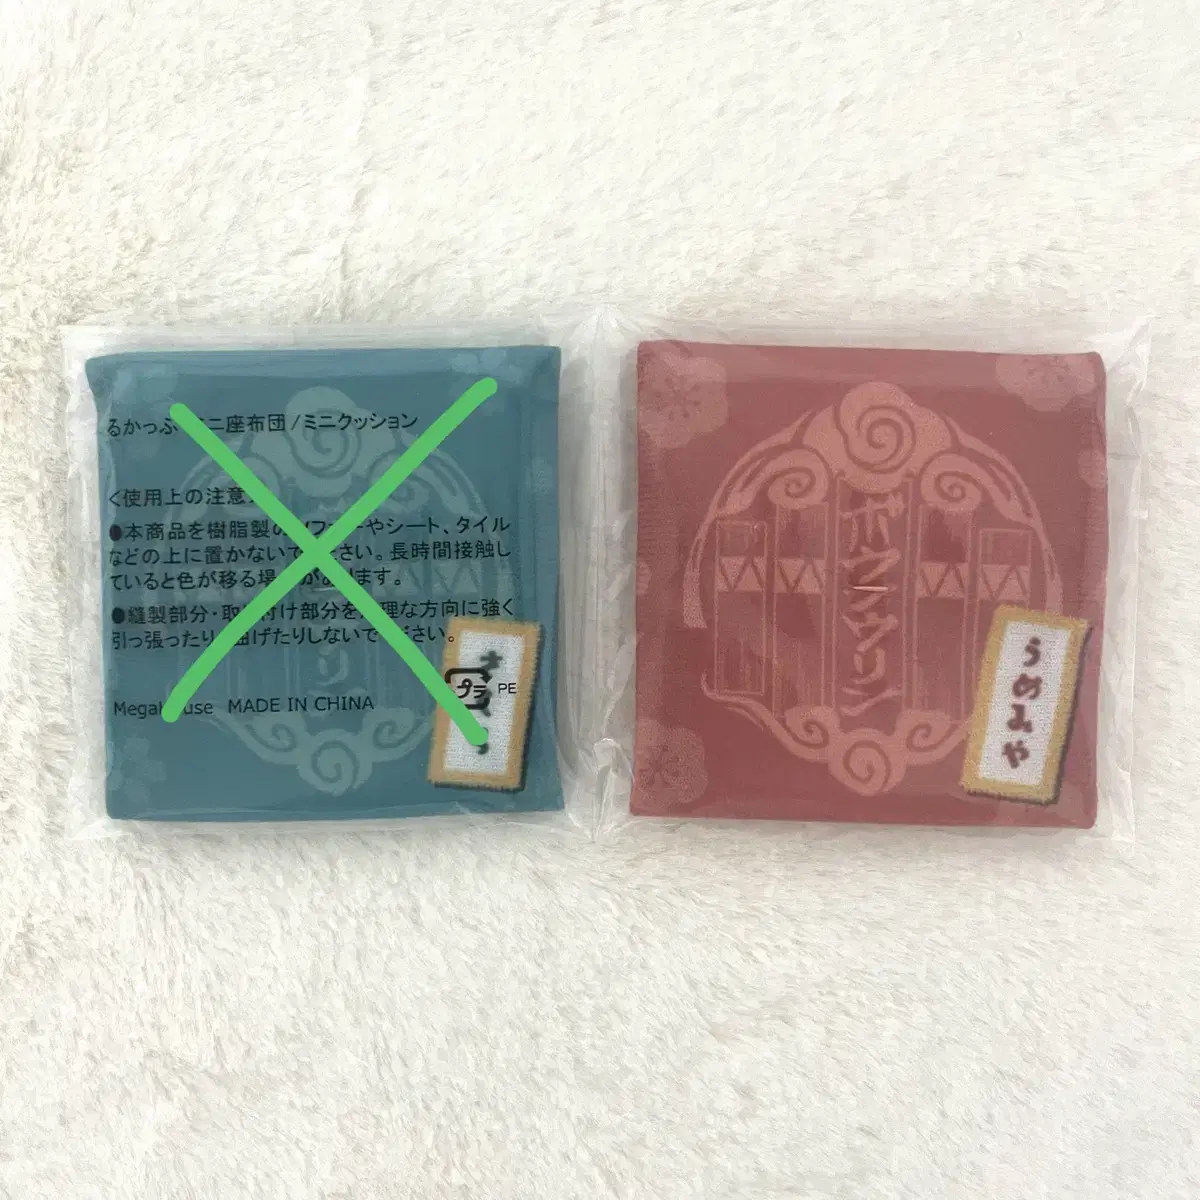 るかっぷ ミニ座布団/ミニクッション
<使用上の注意>
●本商品を樹脂製のソファーやシート、タイル
などの上に置かないでください。長時間接触し
ていると色が移る場合があります。
●縫製部分・取り付け部分を無理な方向に強く
引っ張ったり、曲げたりしないでください。
プラ PE
MegaHouse MADE IN CHINA
リン
ボウフウリン
うめみや